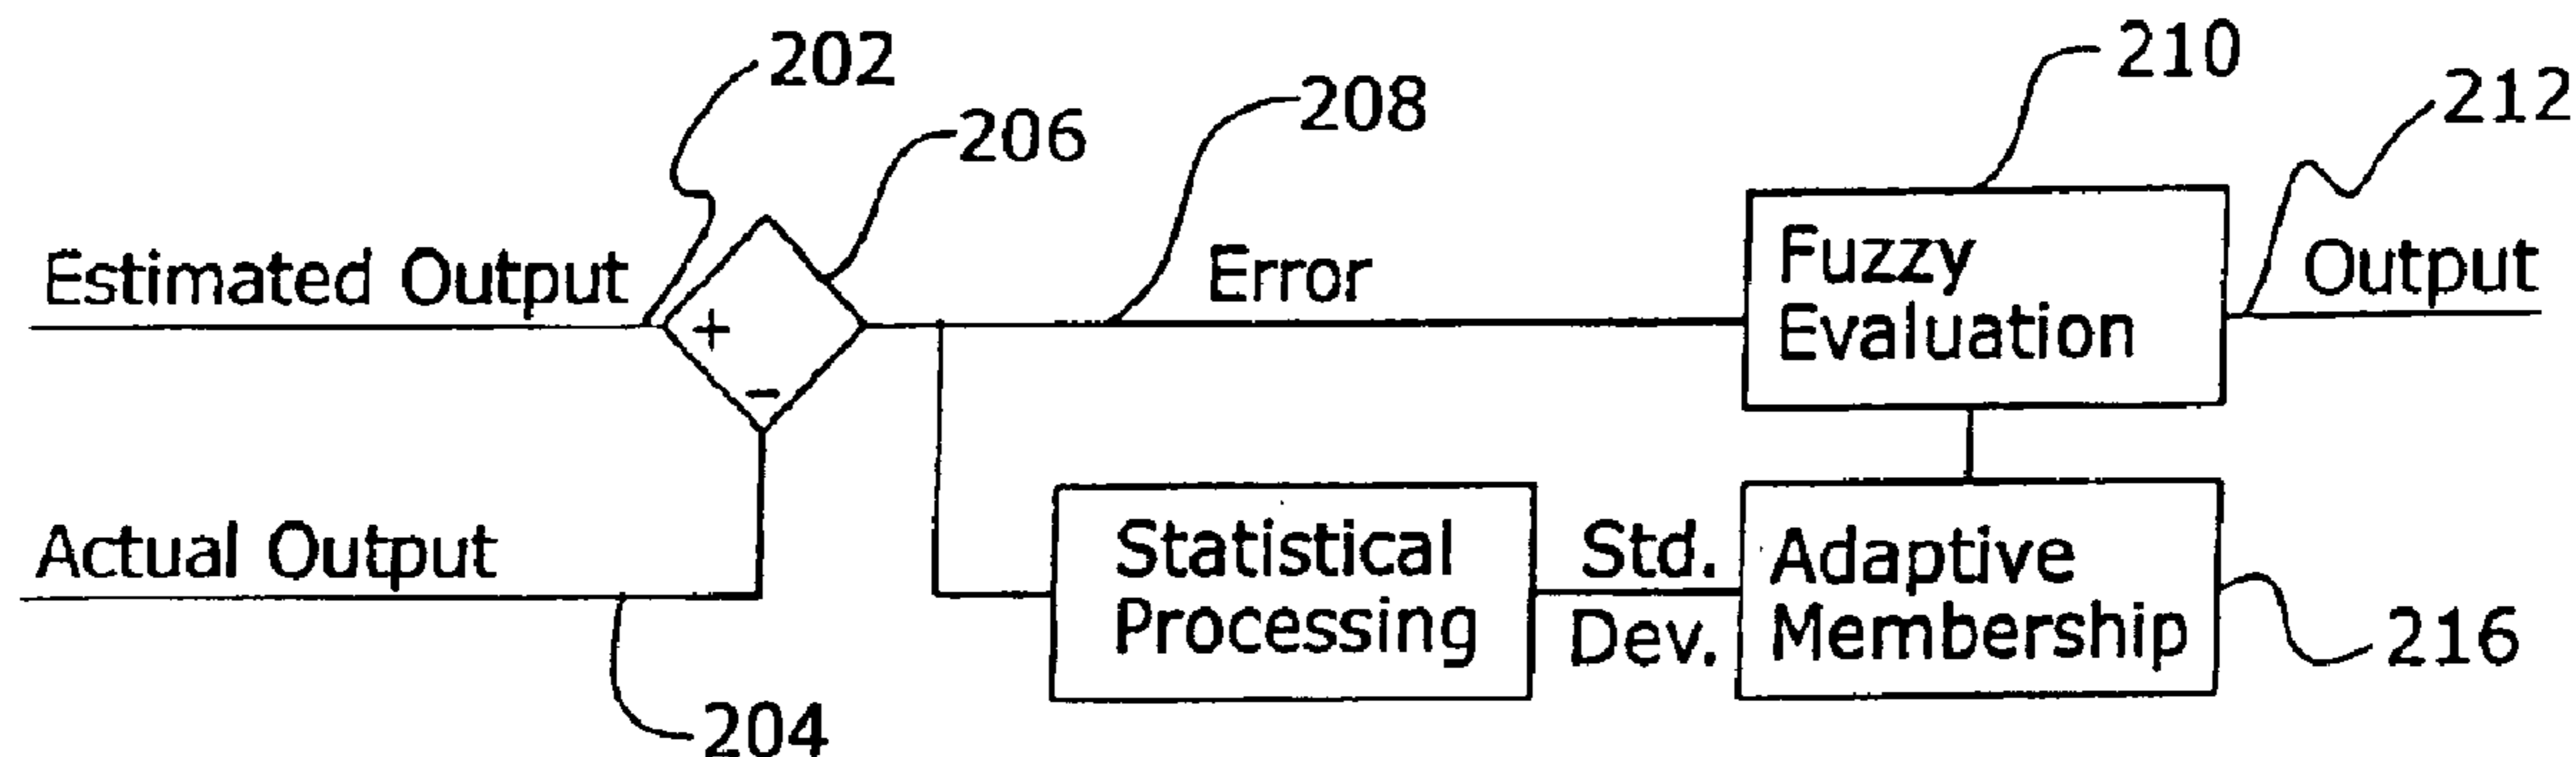 202
206
208
210
212
Estimated Output
+
-
Error
Fuzzy
Evaluation
Output
Actual Output
204
Statistical
Processing
Std.
Dev.
Adaptive
Membership
216